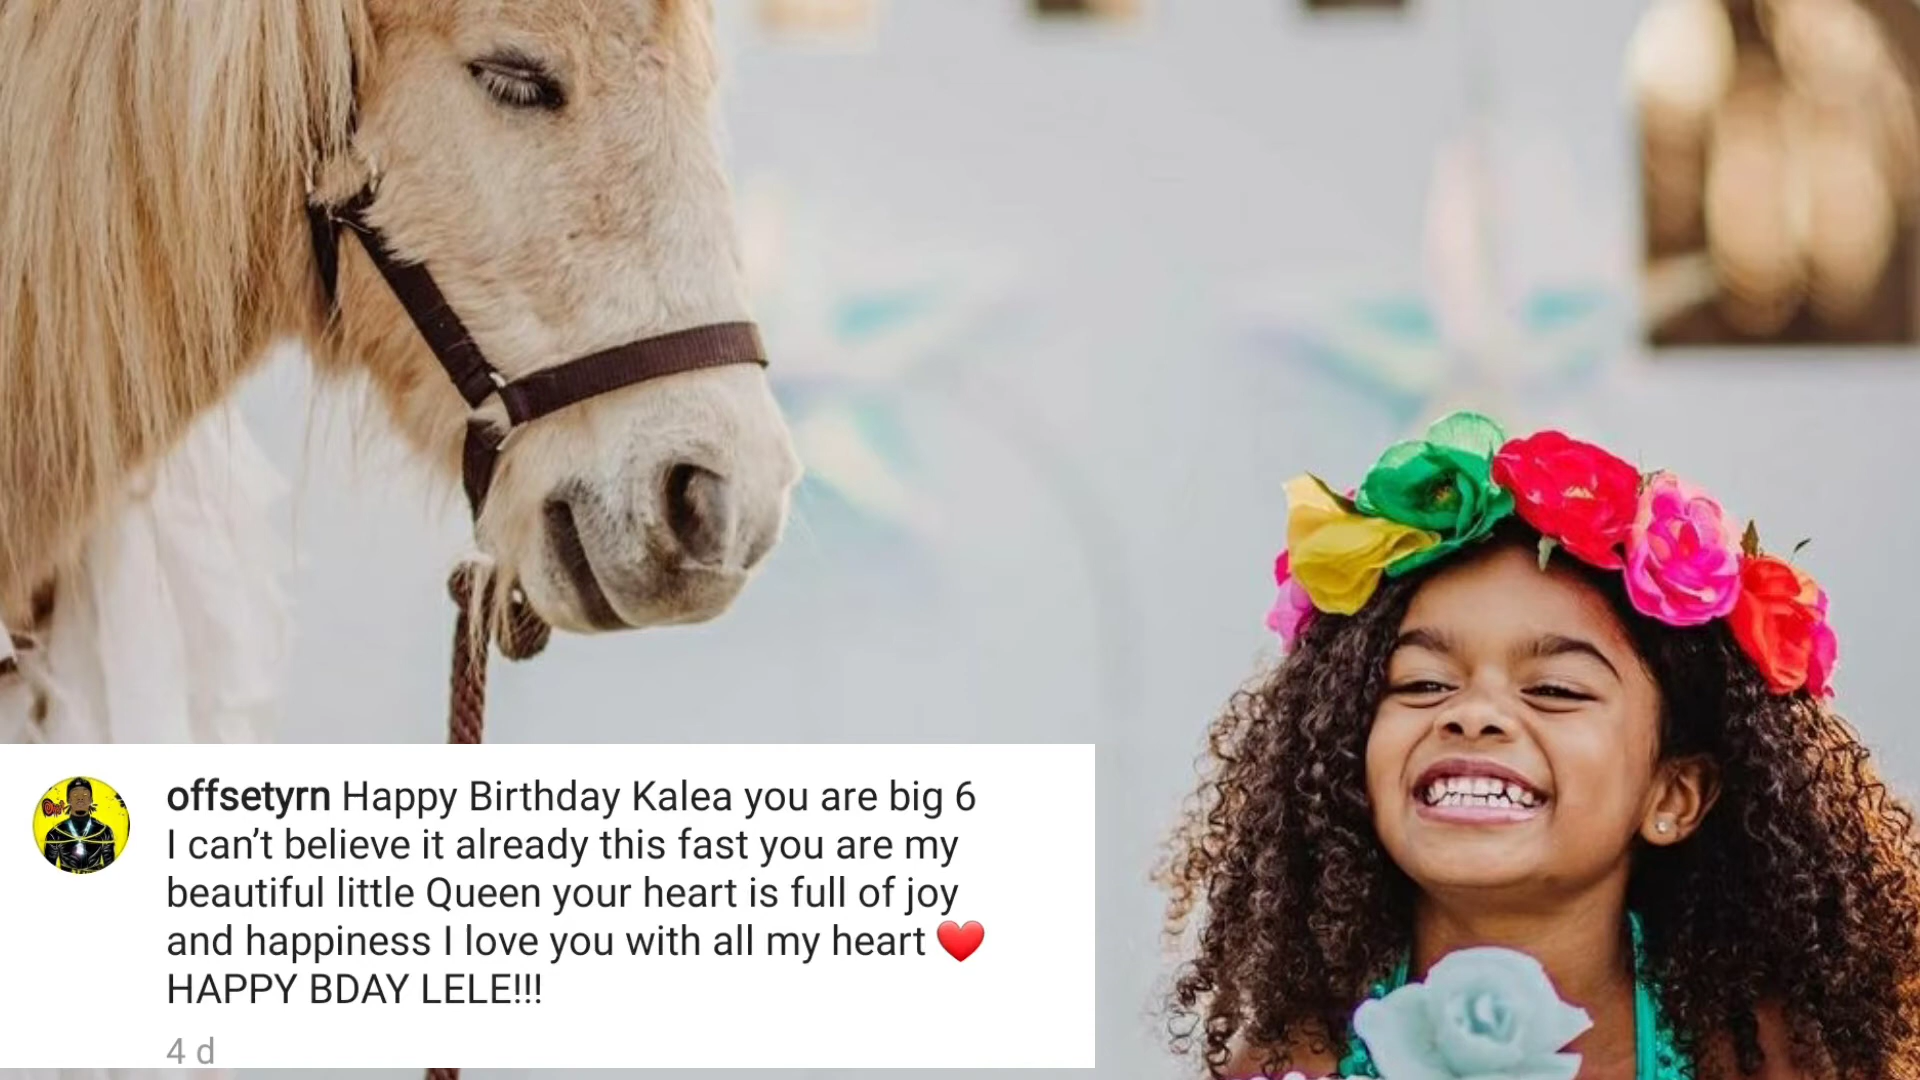 offsetyrn Happy Birthday Kalea you are big 6
I can’t believe it already this fast you are my
beautiful little Queen your heart is full of joy
and happiness I love you with all my heart ❤️
HAPPY BDAY LELE!!!
4 d